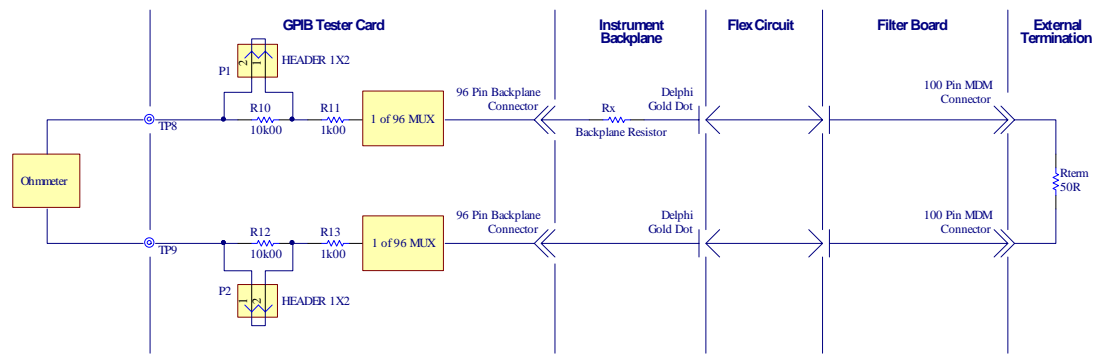 GPIB Tester Card
Instrument
Backplane
Flex Circuit
Filter Board
External
Termination
P1
2
1
HEADER 1X2
TP8
R10
10k00
R11
1k00
1 of 96 MUX
96 Pin Backplane
Connector
Rx
Backplane Resistor
Delphi
Gold Dot
100 Pin MDM
Connector
Ohmmeter
Rterm
50R
TP9
R12
10k00
R13
1k00
1 of 96 MUX
96 Pin Backplane
Connector
Delphi
Gold Dot
100 Pin MDM
Connector
P2
1
2
HEADER 1X2